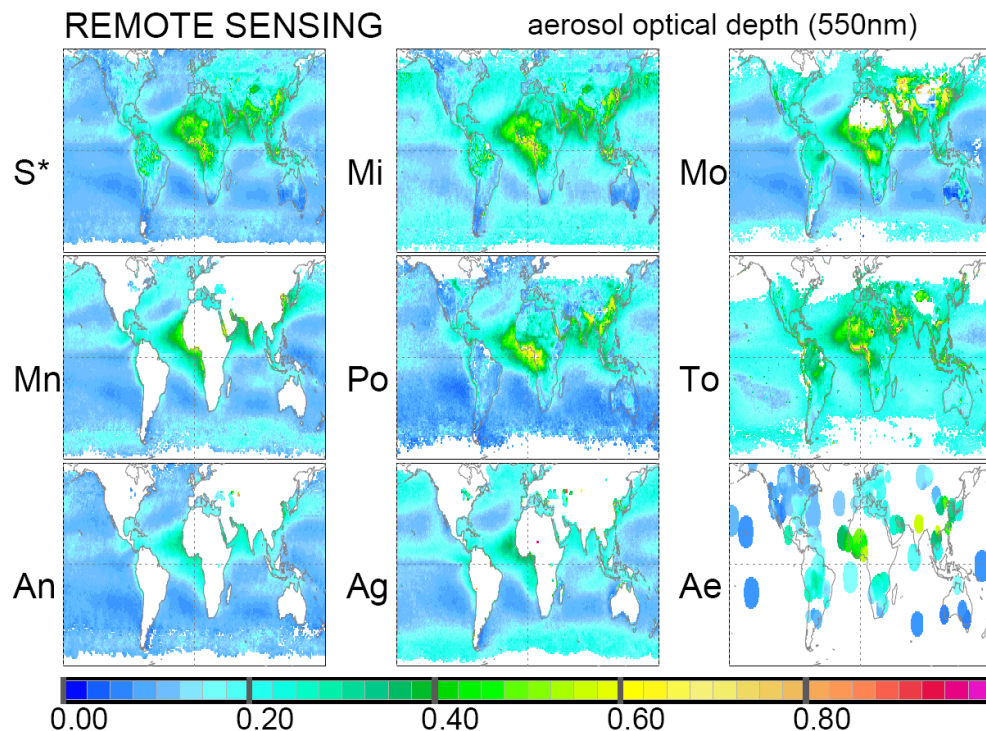 REMOTE SENSING aerosol optical depth (550nm)
S* Mi Mo
Mn Po To
An Ag Ae
0.00 0.20 0.40 0.60 0.80